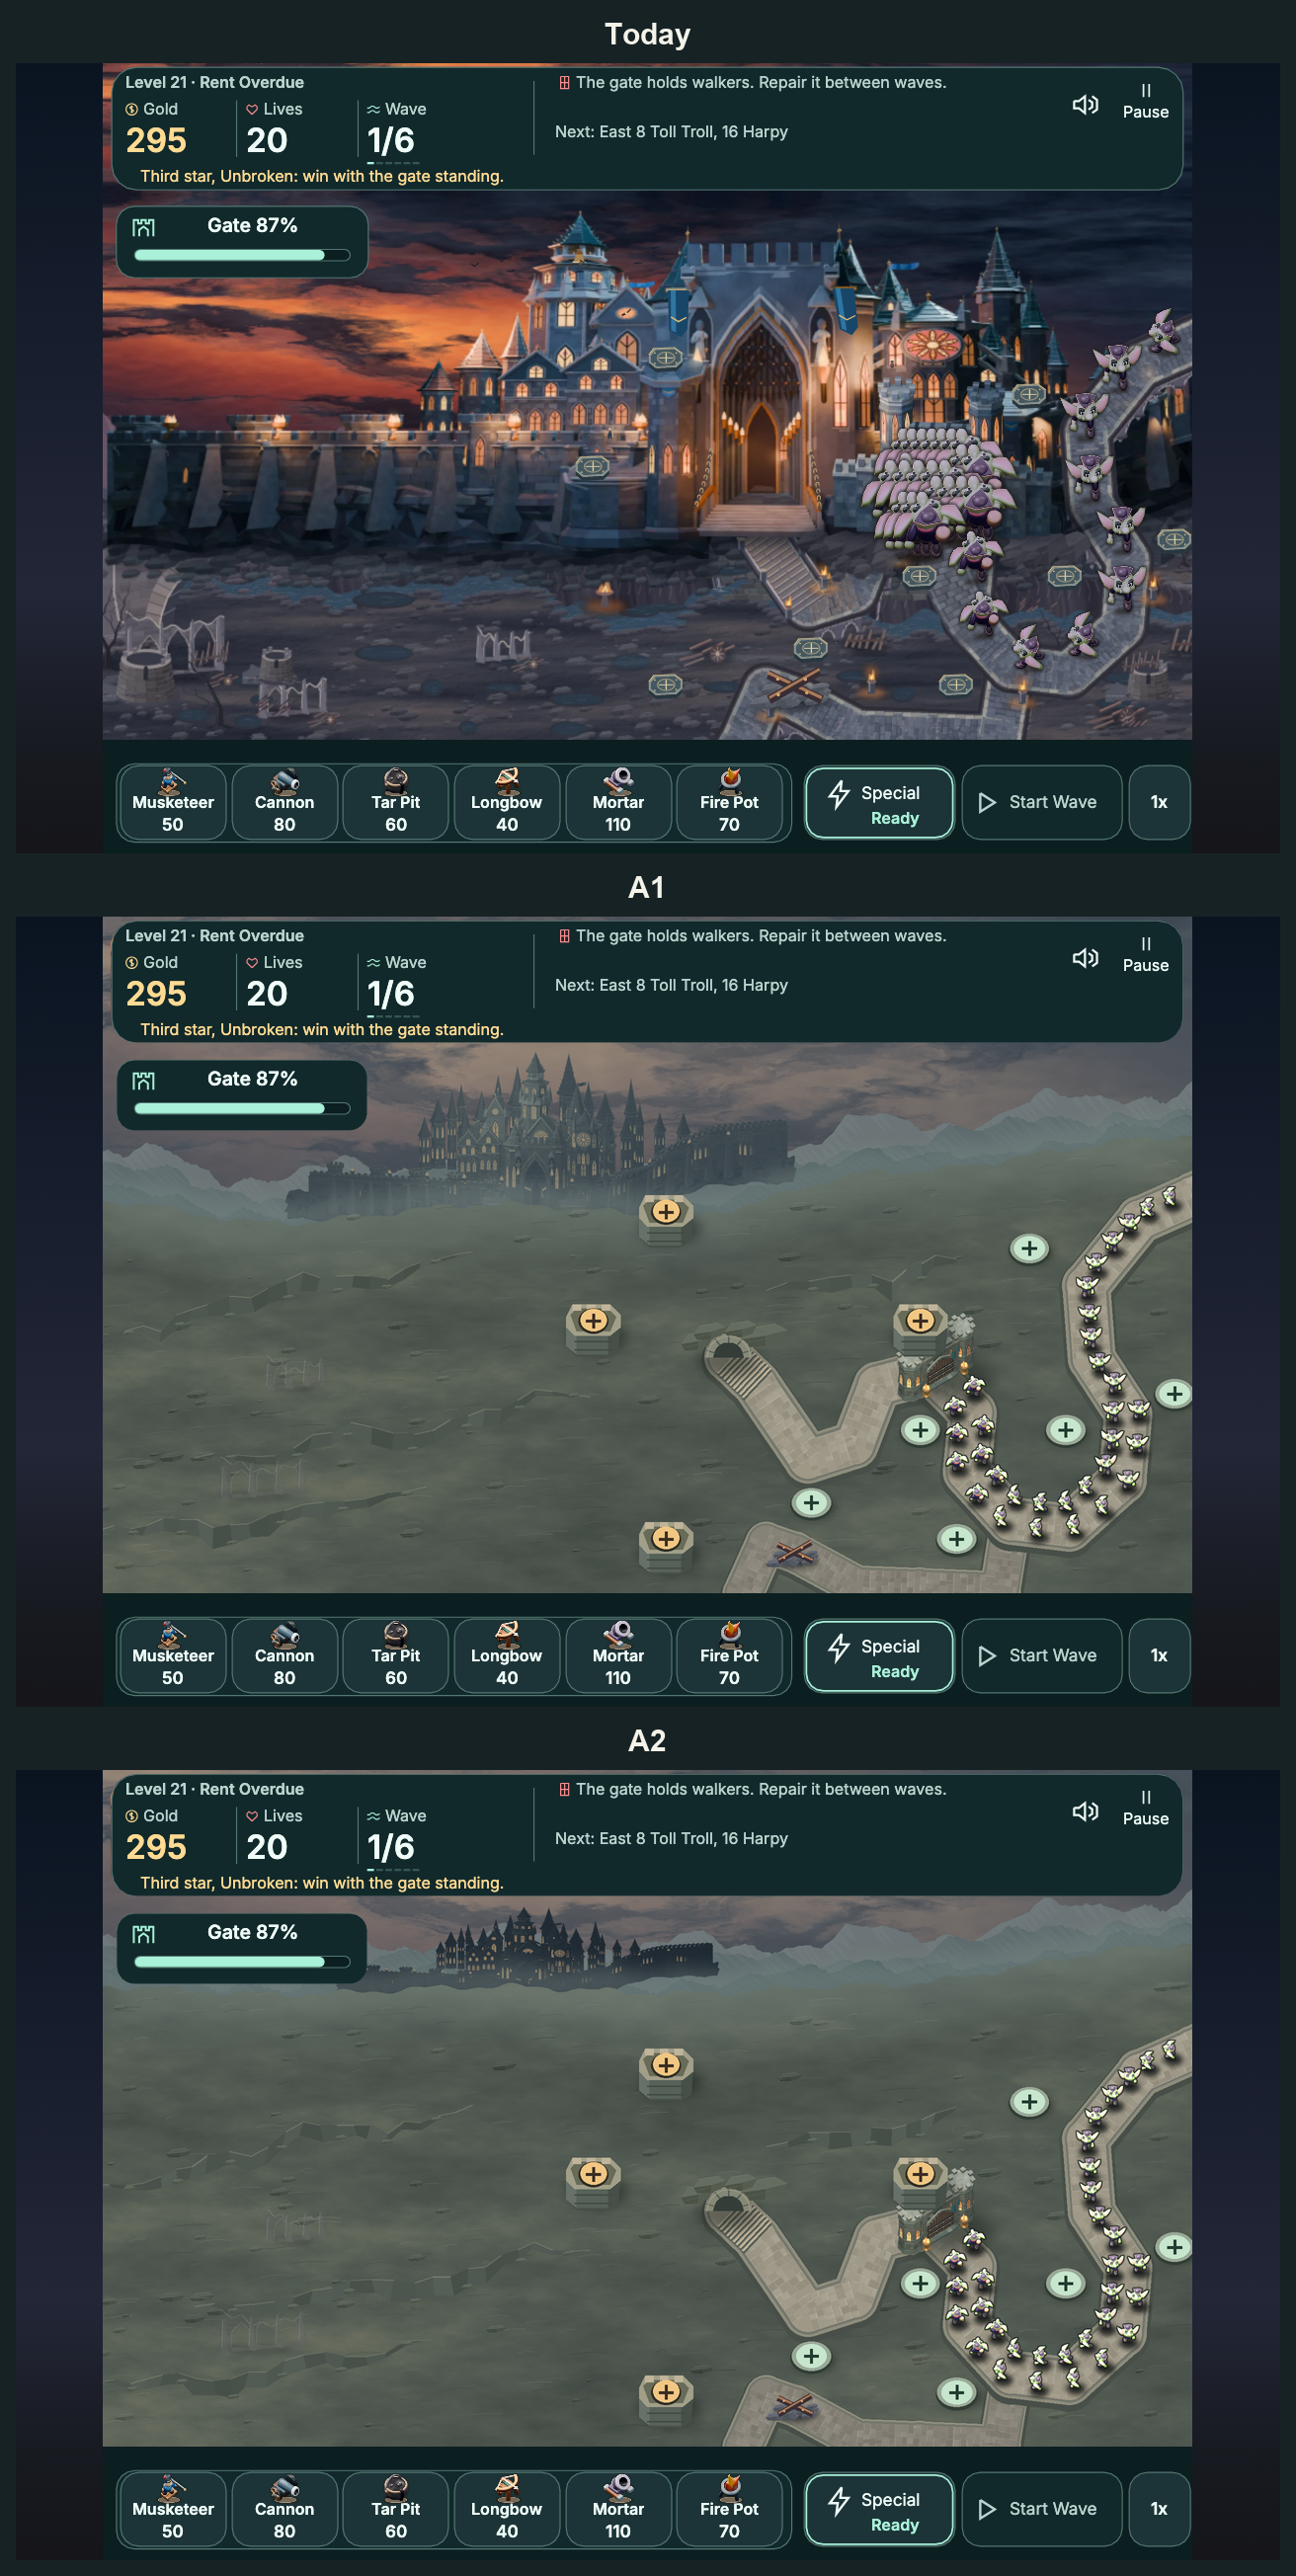 Today
Level 21 · Rent Overdue
The gate holds walkers. Repair it between waves.
Gold
Lives
Wave
Pause
295
20
1/6
Next: East 8 Toll Troll, 16 Harpy
Third star, Unbroken: win with the gate standing.
Gate 87%
Musketeer
50
Cannon
80
Tar Pit
60
Longbow
40
Mortar
110
Fire Pot
70
Special
Ready
Start Wave
1x
A1
Level 21 · Rent Overdue
The gate holds walkers. Repair it between waves.
Gold
Lives
Wave
Pause
295
20
1/6
Next: East 8 Toll Troll, 16 Harpy
Third star, Unbroken: win with the gate standing.
Gate 87%
Musketeer
50
Cannon
80
Tar Pit
60
Longbow
40
Mortar
110
Fire Pot
70
Special
Ready
Start Wave
1x
A2
Level 21 · Rent Overdue
The gate holds walkers. Repair it between waves.
Gold
Lives
Wave
Pause
295
20
1/6
Next: East 8 Toll Troll, 16 Harpy
Third star, Unbroken: win with the gate standing.
Gate 87%
Musketeer
50
Cannon
80
Tar Pit
60
Longbow
40
Mortar
110
Fire Pot
70
Special
Ready
Start Wave
1x